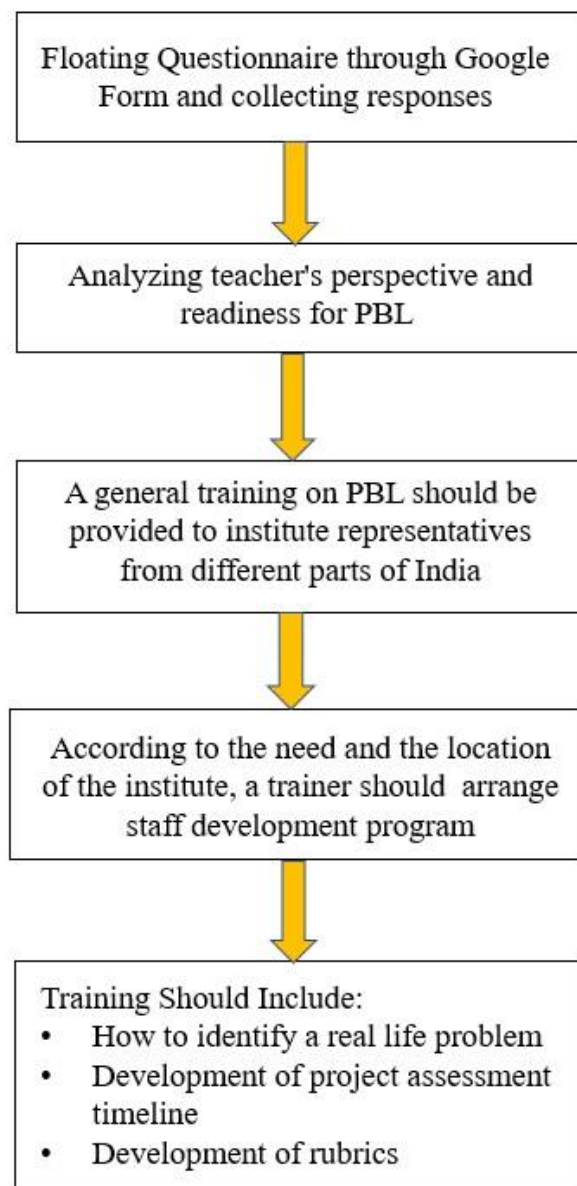 Floating Questionnaire through Google
Form and collecting responses
Analyzing teacher's perspective and
readiness for PBL
A general training on PBL should be
provided to institute representatives
from different parts of India
According to the need and the location
of the institute, a trainer should arrange
staff development program
Training Should Include:
• How to identify a real life problem
• Development of project assessment
timeline
• Development of rubrics